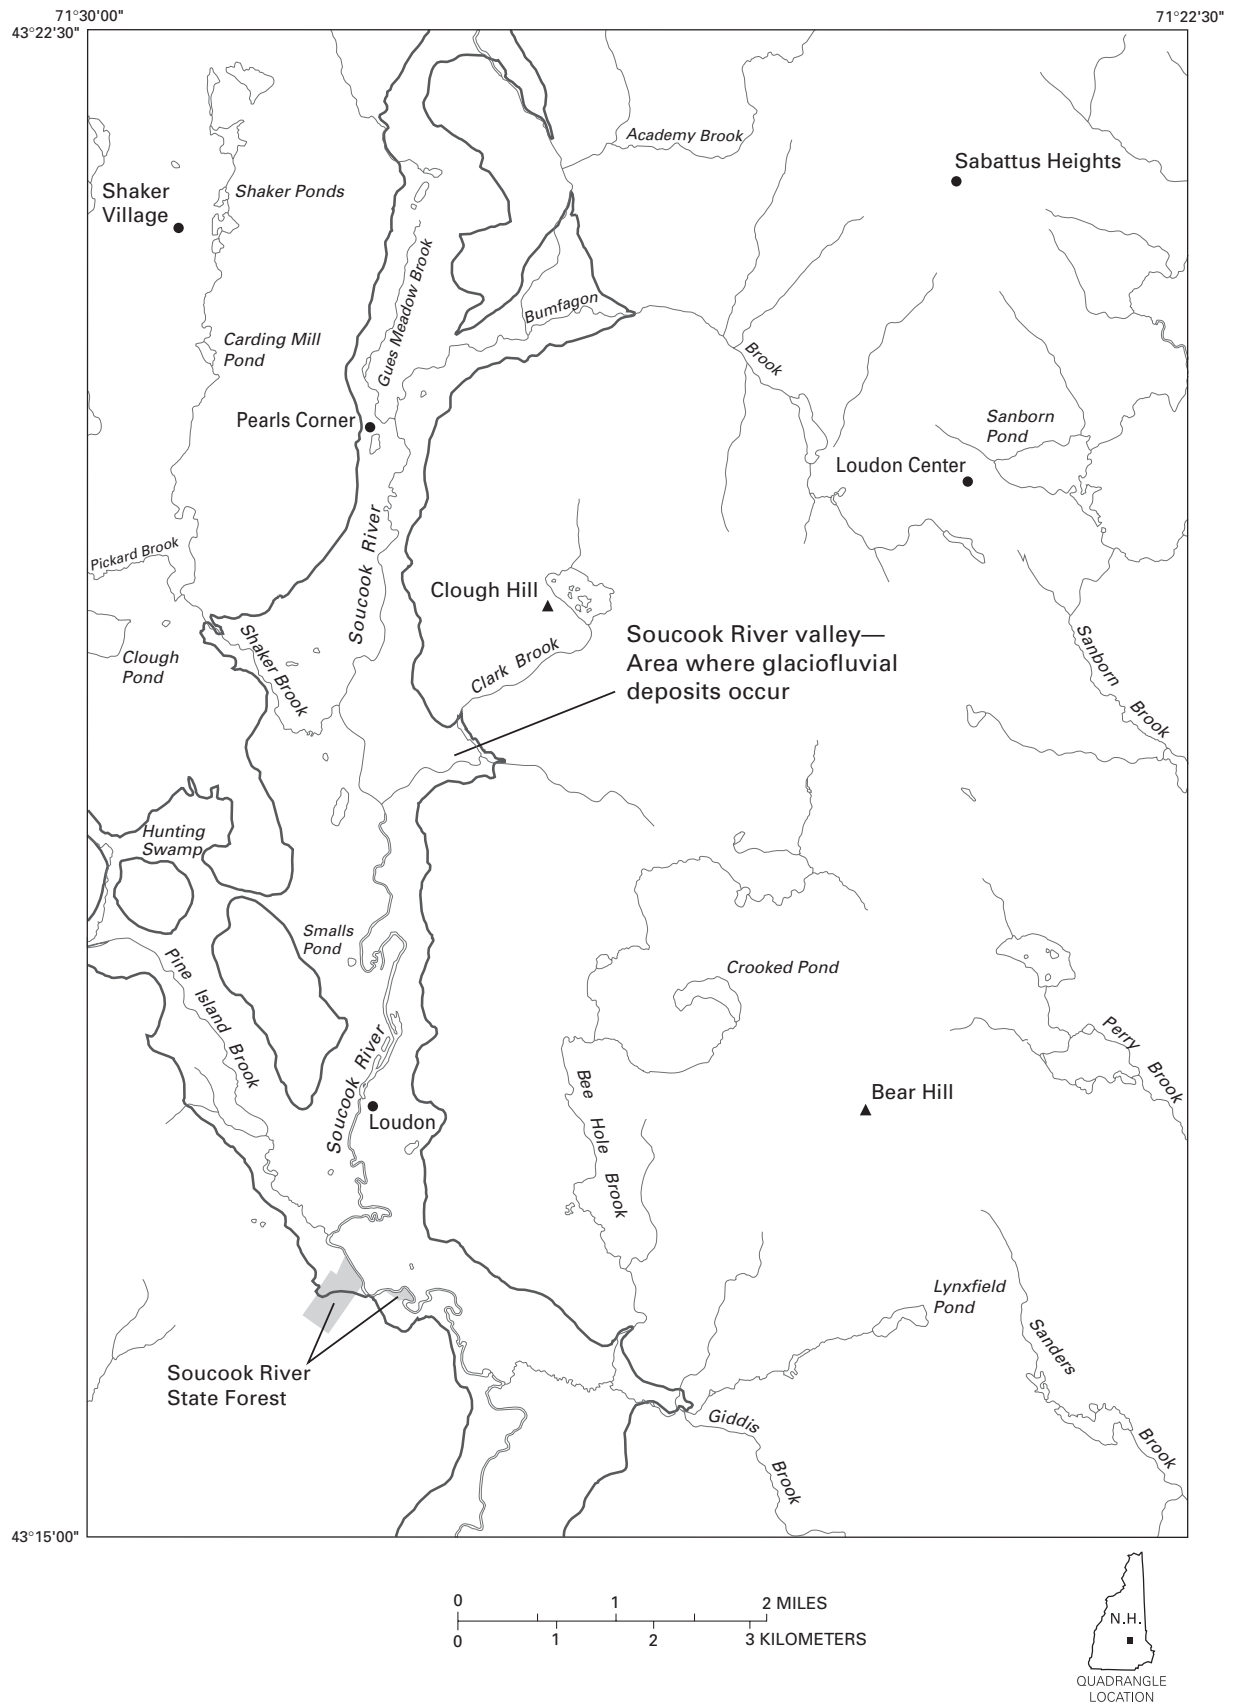 71°30'00"
71°22'30"
43°22'30"
Academy Brook
Sabattus Heights
Shaker
Village
Shaker Ponds
Gues Meadow Brook
Bumfagon
Brook
Carding Mill
Pond
Pearls Corner
Sanborn
Pond
Loudon Center
Soucook River
Pickard Brook
Clough Hill
Clough
Pond
Shaker Brook
Clark Brook
Soucook River valley—
Area where glaciofluvial
deposits occur
Sanborn
Brook
Hunting
Swamp
Smalls
Pond
Pine Island Brook
Crooked Pond
Soucook River
Loudon
Bee Hole Brook
Bear Hill
Perry
Brook
Lynxfield
Pond
Sanders
Brook
Soucook River
State Forest
Giddis
Brook
43°15'00"
0 1 2 MILES
0 1 2 3 KILOMETERS
N.H.
QUADRANGLE
LOCATION